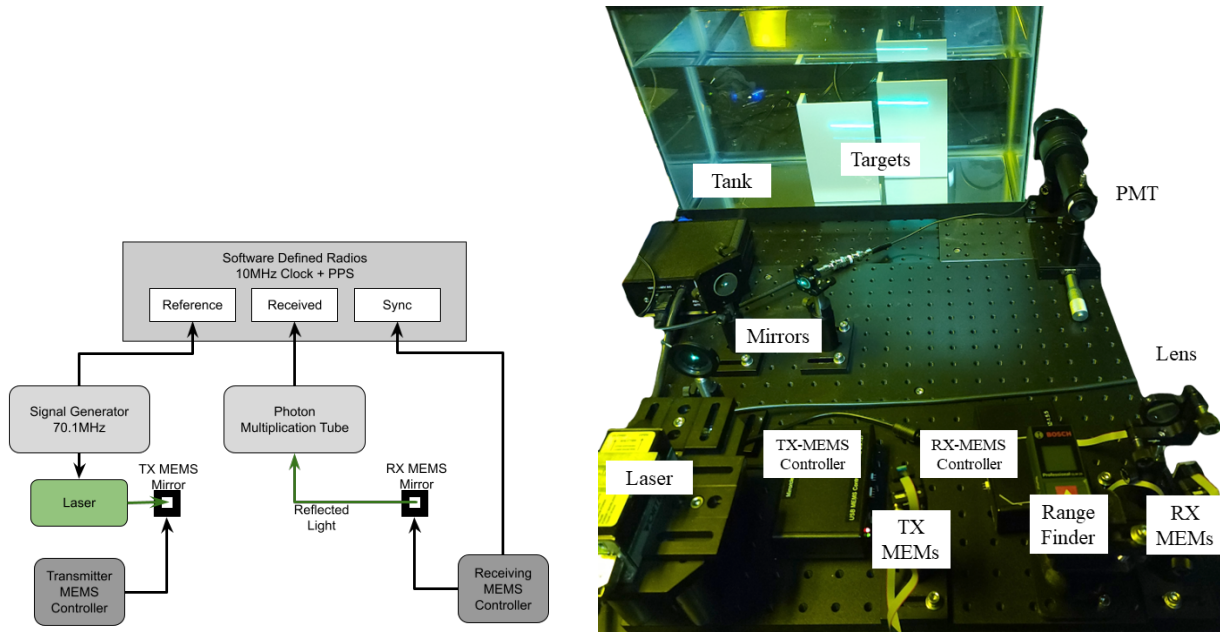 Software Defined Radios
10MHz Clock + PPS
Reference
Received
Sync
Signal Generator
70.1MHz
Photon
Multiplication Tube
Laser
TX MEMS
Mirror
RX MEMS
Mirror
Reflected
Light
Transmitter
MEMS
Controller
Receiving
MEMS
Controller
Tank
Targets
PMT
Mirrors
Lens
Laser
TX-MEMS
Controller
RX-MEMS
Controller
BOSCH
TX
MEMs
Range
Finder
RX
MEMs